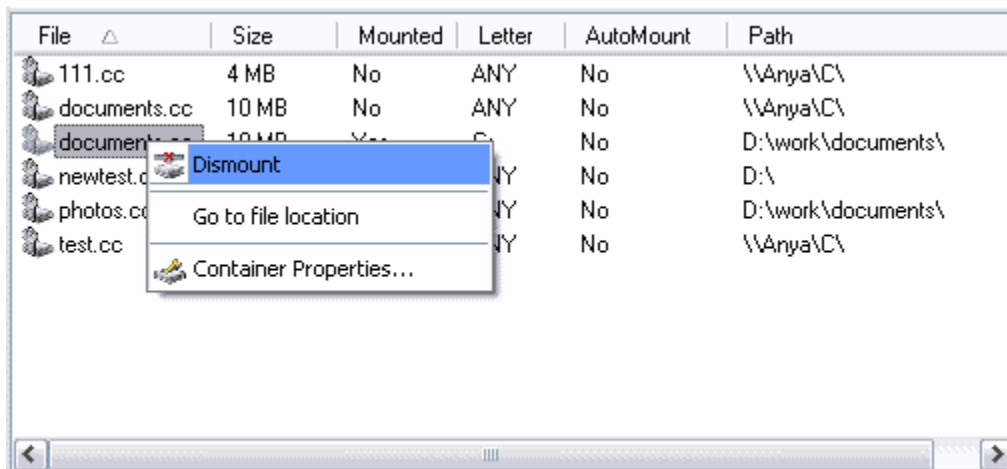 File Size Mounted Letter AutoMount Path
111.cc 4 MB No ANY No \\Anya\C\
documents.cc 10 MB No ANY No \\Anya\C\
No D:\work\documents\
Dismount
No D:\
Go to file location
No D:\work\documents\
test.cc No \\Anya\C\
Container Properties...